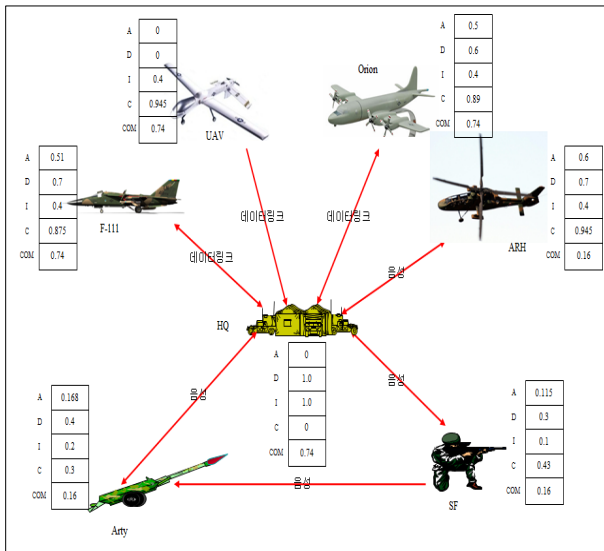 A 0
D 0
I 0.4
C 0.945
COM 0.74
UAV
Orion
A 0.5
D 0.6
I 0.4
C 0.89
COM 0.74
A 0.51
D 0.7
I 0.4
C 0.875
COM 0.74
F-111
A 0.6
D 0.7
I 0.4
C 0.945
COM 0.16
ARH
데이터링크
데이터링크
데이터링크
음성
HQ
A 0
D 1.0
I 1.0
C 0
COM 0.74
음성
음성
A 0.168
D 0.4
I 0.2
C 0.3
COM 0.16
Arty
A 0.115
D 0.3
I 0.1
C 0.43
COM 0.16
SF
음성